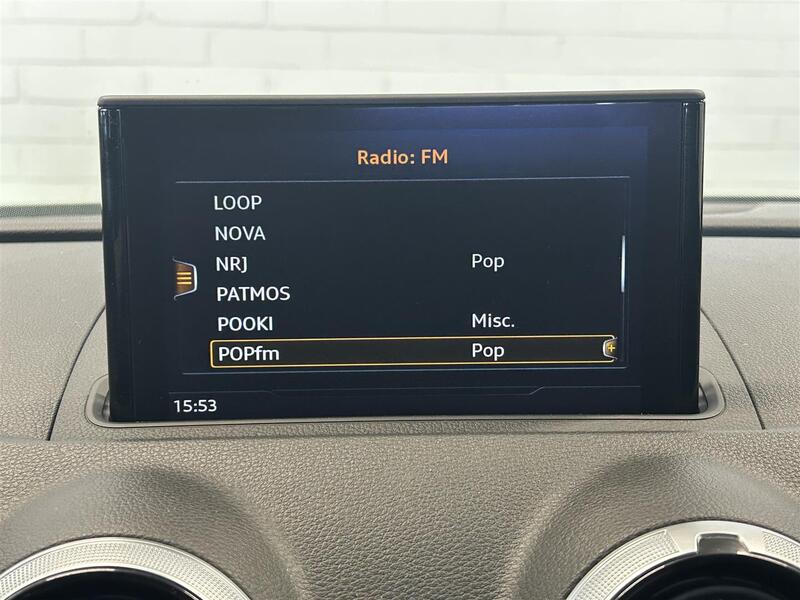 Radio: FM
LOOP
NOVA
NRJ Pop
PATMOS
POOKI Misc.
POPfm Pop
15:53